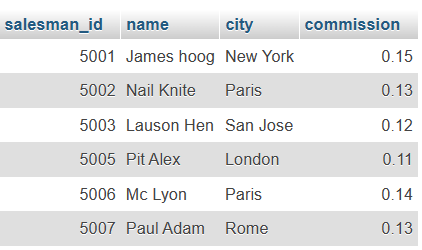 salesman_id name city commission
5001 James hoog New York 0.15
5002 Nail Knite Paris 0.13
5003 Lauson Hen San Jose 0.12
5005 Pit Alex London 0.11
5006 Mc Lyon Paris 0.14
5007 Paul Adam Rome 0.13